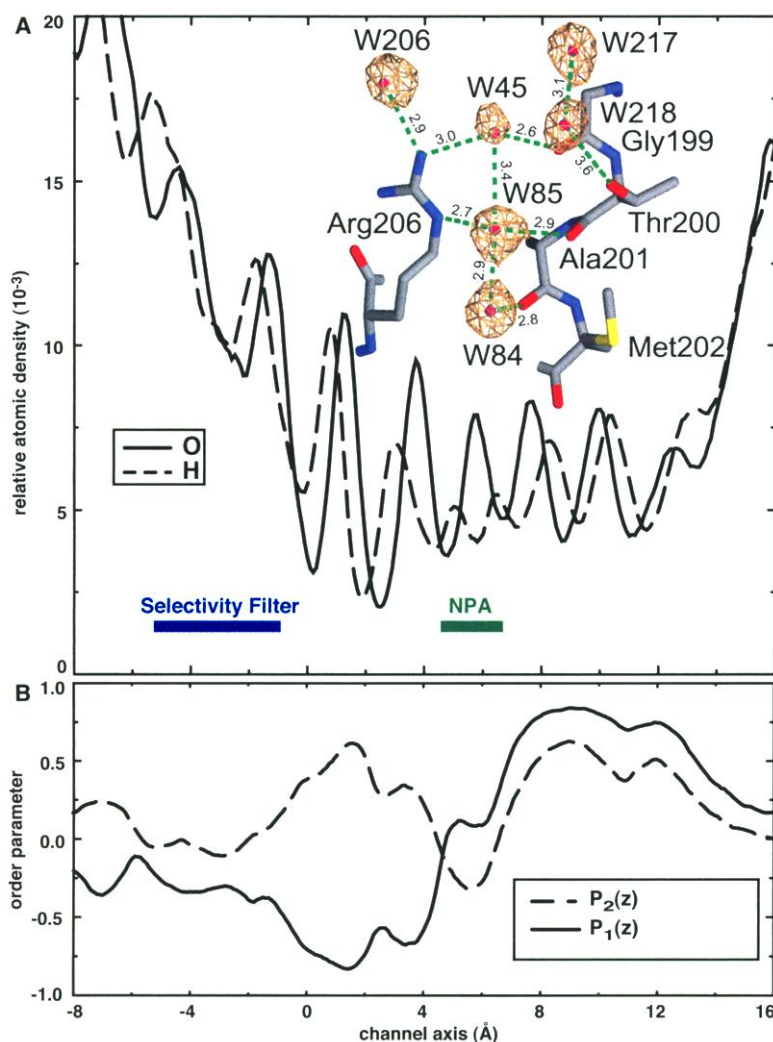 A
20
15
10
5
0
relative atomic density (10⁻³)
W206
W45
W217
W218
Gly199
W85
Thr200
Arg206
Ala201
W84
Met202
2.9
3.0
2.6
3.1
3.6
3.4
2.7
2.9
2.9
2.8
O
H
Selectivity Filter
NPA
B
1.0
0.5
0.0
-0.5
-1.0
order parameter
P₂(z)
P₁(z)
-8 -4 0 4 8 12 16
channel axis (Å)